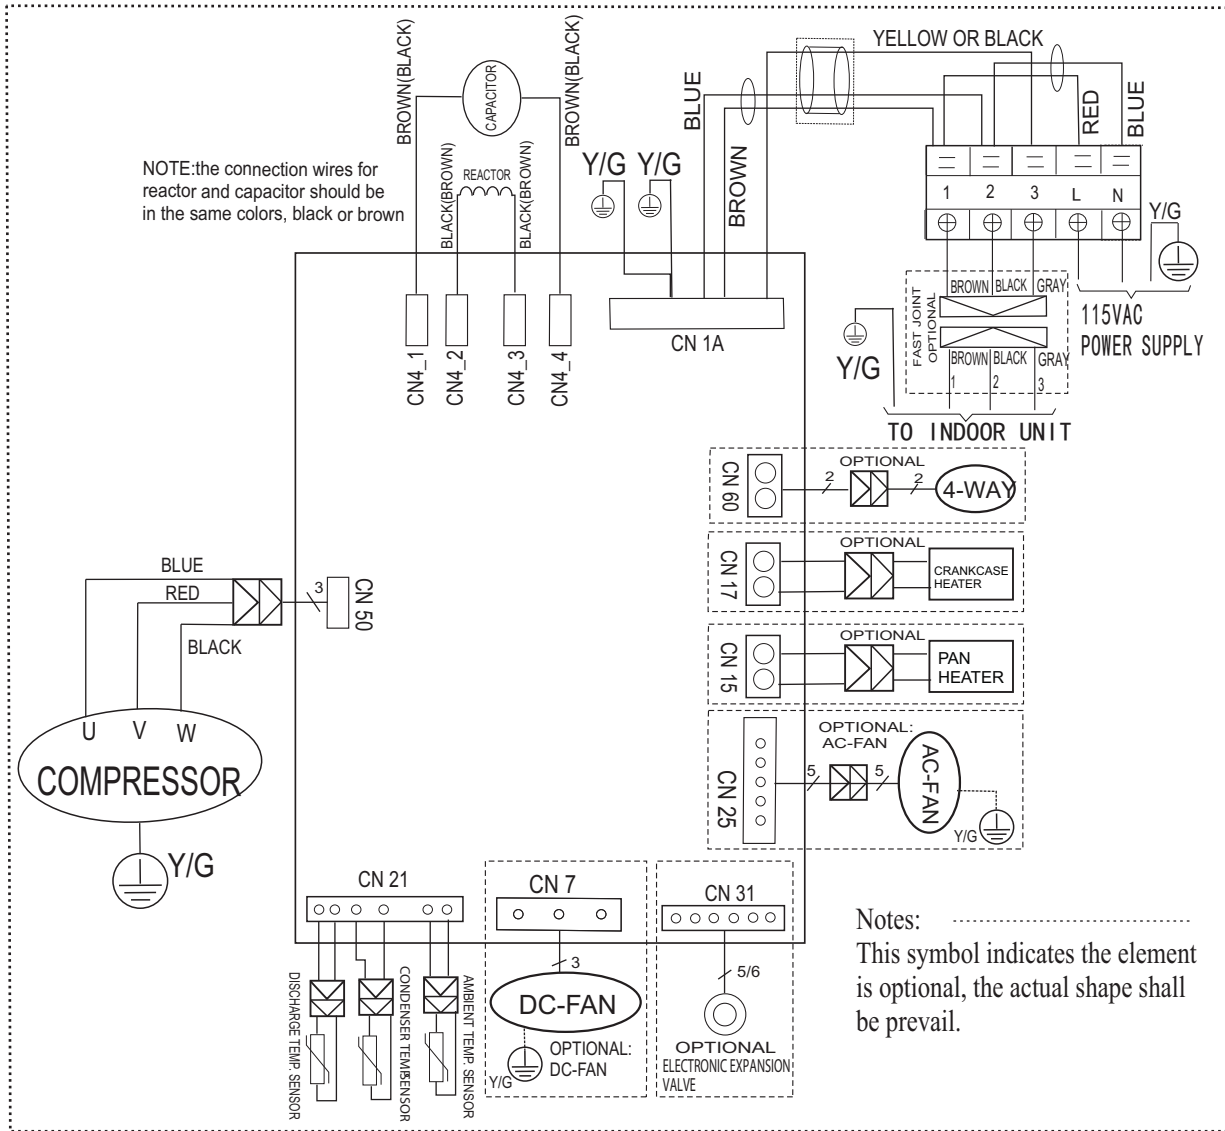 BROWN(BLACK)
CAPACITOR
BROWN(BLACK)
NOTE:the connection wires for
reactor and capacitor should be
in the same colors, black or brown
BLACK(BROWN)
REACTOR
BLACK(BROWN)
Y/G
Y/G
BLUE
BROWN
YELLOW OR BLACK
RED
BLUE
1
2
3
L
N
Y/G
CN4_1
CN4_2
CN4_3
CN4_4
CN 1A
Y/G
FAST JOINT
OPTIONAL
BROWN
BLACK
GRAY
BROWN
BLACK
GRAY
1
2
3
115VAC
POWER SUPPLY
TO INDOOR UNIT
CN 60
OPTIONAL
2
2
4-WAY
CN 17
OPTIONAL
CRANKCASE
HEATER
CN 15
OPTIONAL
PAN
HEATER
CN 25
OPTIONAL:
AC-FAN
5
5
AC-FAN
Y/G
BLUE
RED
BLACK
3
CN 50
U
V
W
COMPRESSOR
Y/G
CN 21
DISCHARGE TEMP. SENSOR
CONDENSER TEMP.SENSOR
AMBIENT TEMP. SENSOR
CN 7
3
DC-FAN
Y/G
OPTIONAL:
DC-FAN
CN 31
5/6
OPTIONAL
ELECTRONIC EXPANSION
VALVE
Notes:
This symbol indicates the element
is optional, the actual shape shall
be prevail.